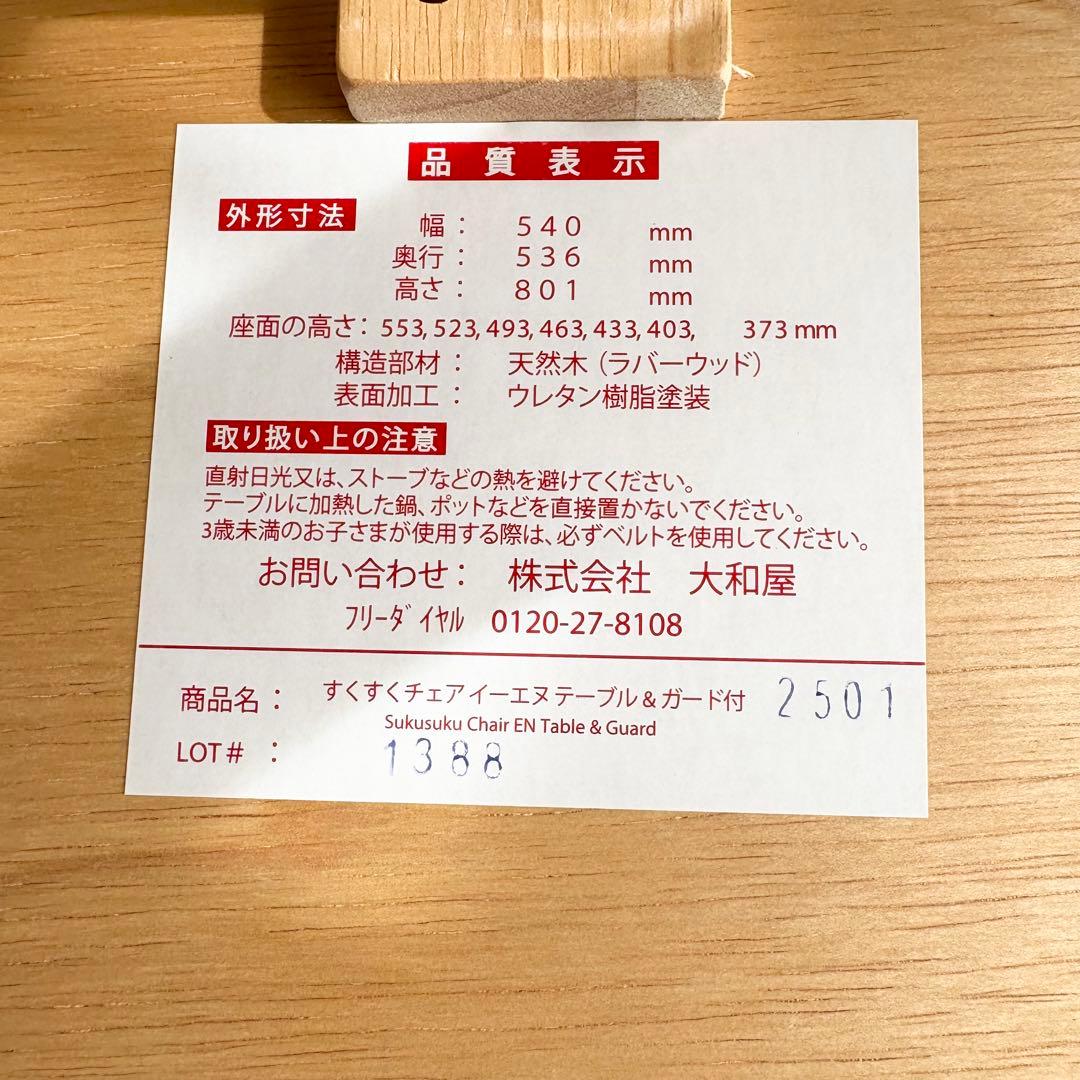 品質表示
外形寸法
幅： 540 mm
奥行： 536 mm
高さ： 801 mm
座面の高さ： 553, 523, 493, 463, 433, 403, 373 mm
構造部材： 天然木（ラバーウッド）
表面加工： ウレタン樹脂塗装
取り扱い上の注意
直射日光又は、ストーブなどの熱を避けてください。
テーブルに加熱した鍋、ポットなどを直接置かないでください。
3歳未満のお子さまが使用する際は、必ずベルトを使用してください。
お問い合わせ： 株式会社 大和屋
ﾌﾘｰﾀﾞｲﾔﾙ 0120-27-8108
商品名： すくすくチェアイーエヌテーブル＆ガード付 2501
Sukusuku Chair EN Table & Guard
LOT＃： 1388